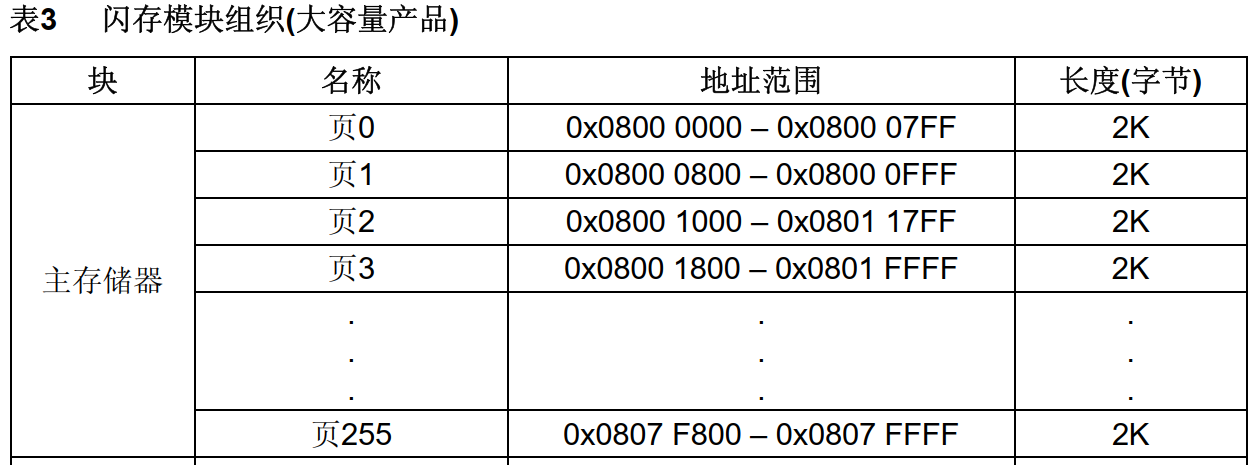 表3 闪存模块组织(大容量产品)
块 名称 地址范围 长度(字节)
页0 0x0800 0000 – 0x0800 07FF 2K
页1 0x0800 0800 – 0x0800 0FFF 2K
页2 0x0800 1000 – 0x0801 17FF 2K
主存储器 页3 0x0800 1800 – 0x0801 FFFF 2K
. . .
. . .
. . .
页255 0x0807 F800 – 0x0807 FFFF 2K